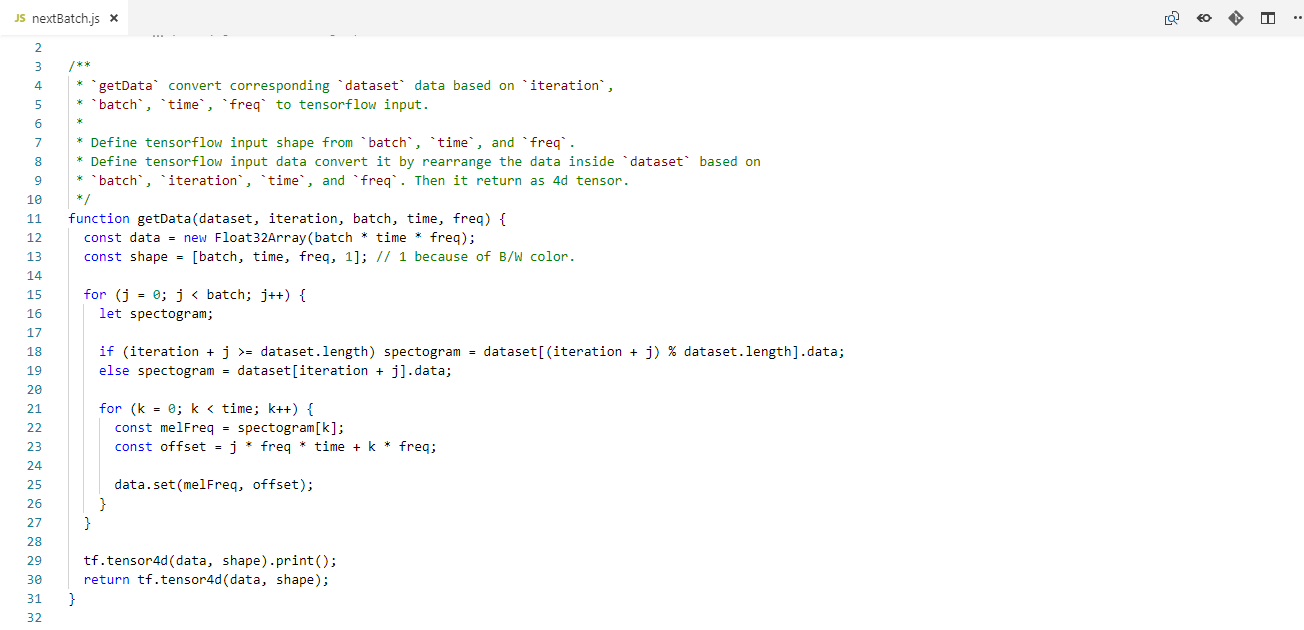 JS nextBatch.js ×
2
3 /**
4  * `getData` convert corresponding `dataset` data based on `iteration`,
5  * `batch`, `time`, `freq` to tensorflow input.
6  *
7  * Define tensorflow input shape from `batch`, `time`, and `freq`.
8  * Define tensorflow input data convert it by rearrange the data inside `dataset` based on
9  * `batch`, `iteration`, `time`, and `freq`. Then it return as 4d tensor.
10  */
11 function getData(dataset, iteration, batch, time, freq) {
12   const data = new Float32Array(batch * time * freq);
13   const shape = [batch, time, freq, 1]; // 1 because of B/W color.
14
15   for (j = 0; j < batch; j++) {
16     let spectogram;
17
18     if (iteration + j >= dataset.length) spectogram = dataset[(iteration + j) % dataset.length].data;
19     else spectogram = dataset[iteration + j].data;
20
21     for (k = 0; k < time; k++) {
22       const melFreq = spectogram[k];
23       const offset = j * freq * time + k * freq;
24
25       data.set(melFreq, offset);
26     }
27   }
28
29   tf.tensor4d(data, shape).print();
30   return tf.tensor4d(data, shape);
31 }
32